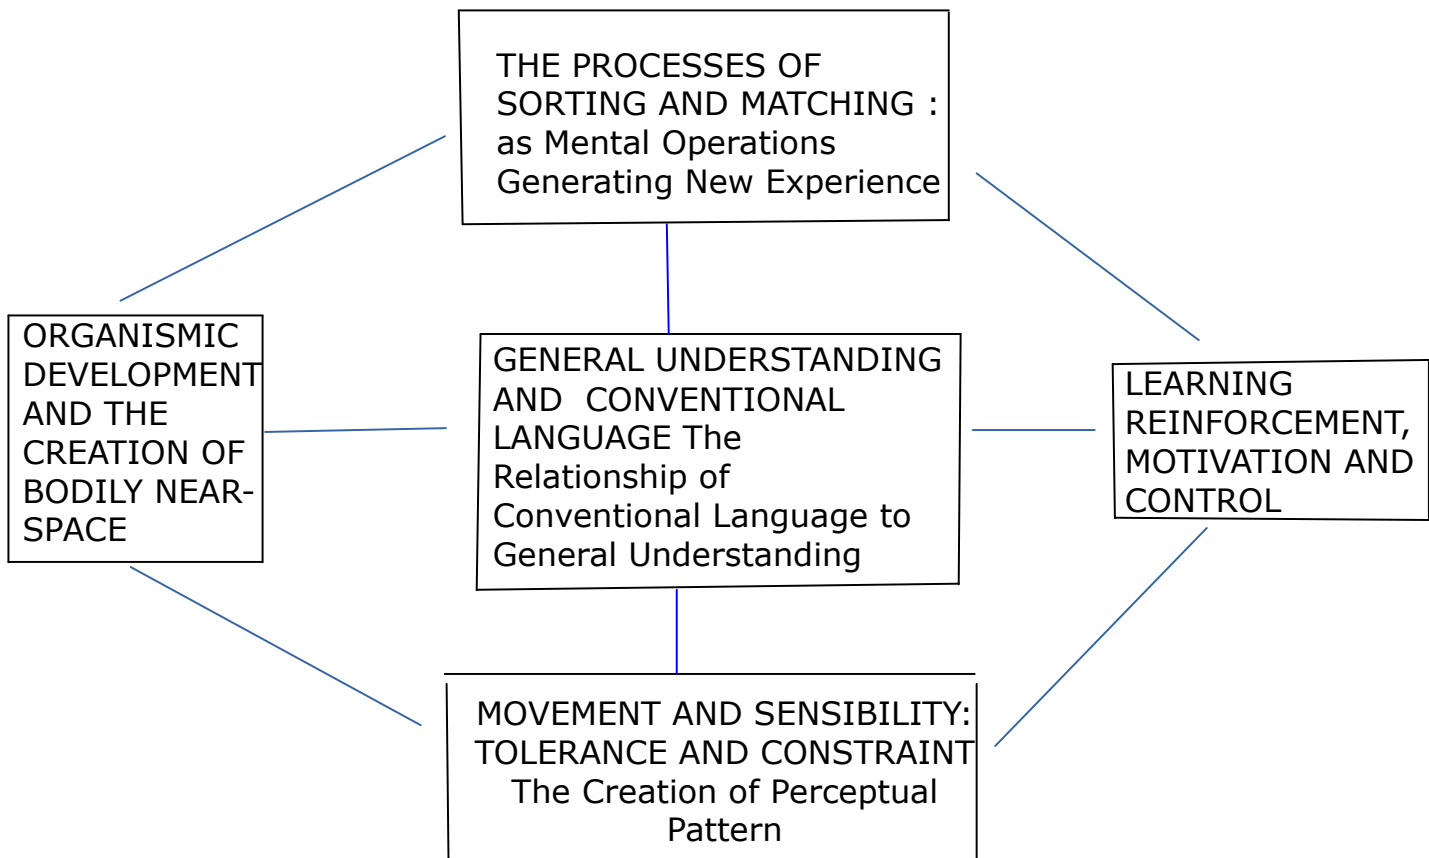 THE PROCESSES OF
SORTING AND MATCHING :
as Mental Operations
Generating New Experience
ORGANISMIC
DEVELOPMENT
AND THE
CREATION OF
BODILY NEAR-
SPACE
GENERAL UNDERSTANDING
AND CONVENTIONAL
LANGUAGE The
Relationship of
Conventional Language to
General Understanding
LEARNING
REINFORCEMENT,
MOTIVATION AND
CONTROL
MOVEMENT AND SENSIBILITY:
TOLERANCE AND CONSTRAINT
The Creation of Perceptual
Pattern